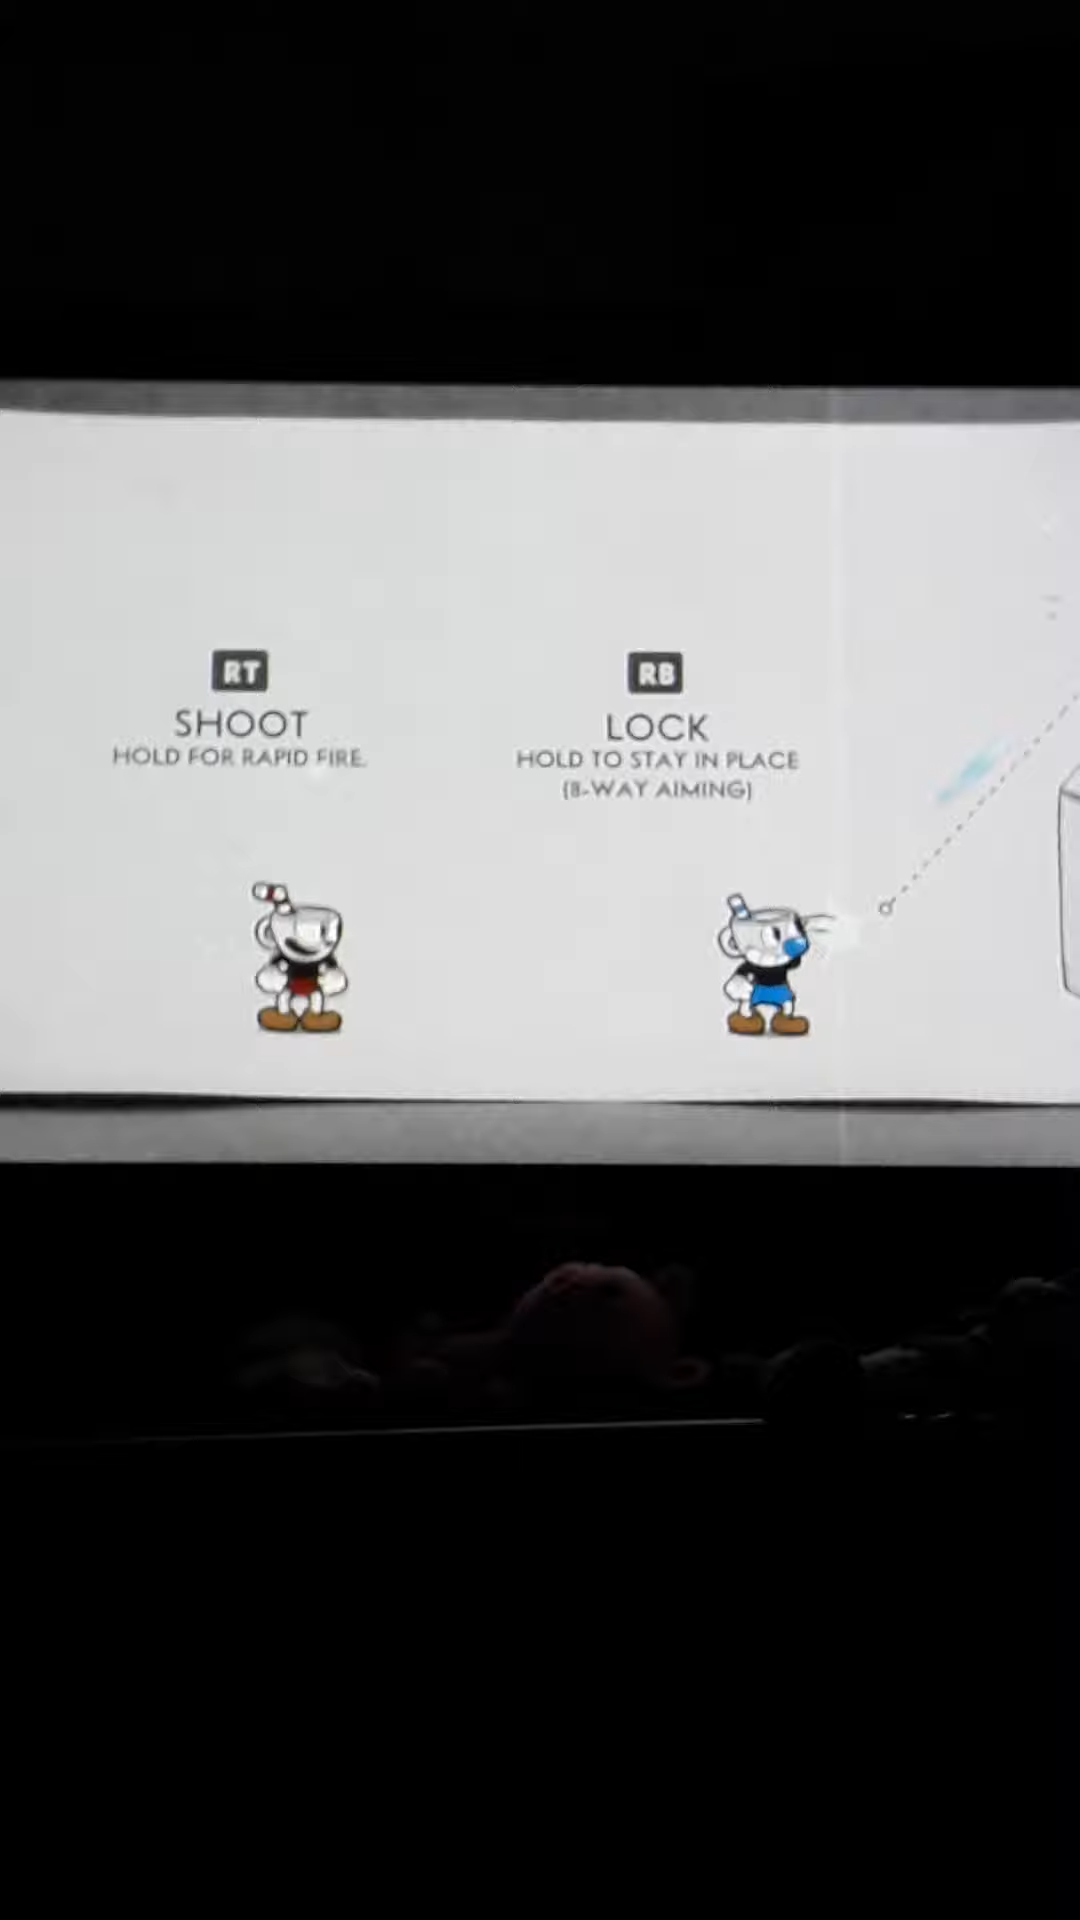 RT
SHOOT
HOLD FOR RAPID FIRE.
RB
LOCK
HOLD TO STAY IN PLACE
(8-WAY AIMING)